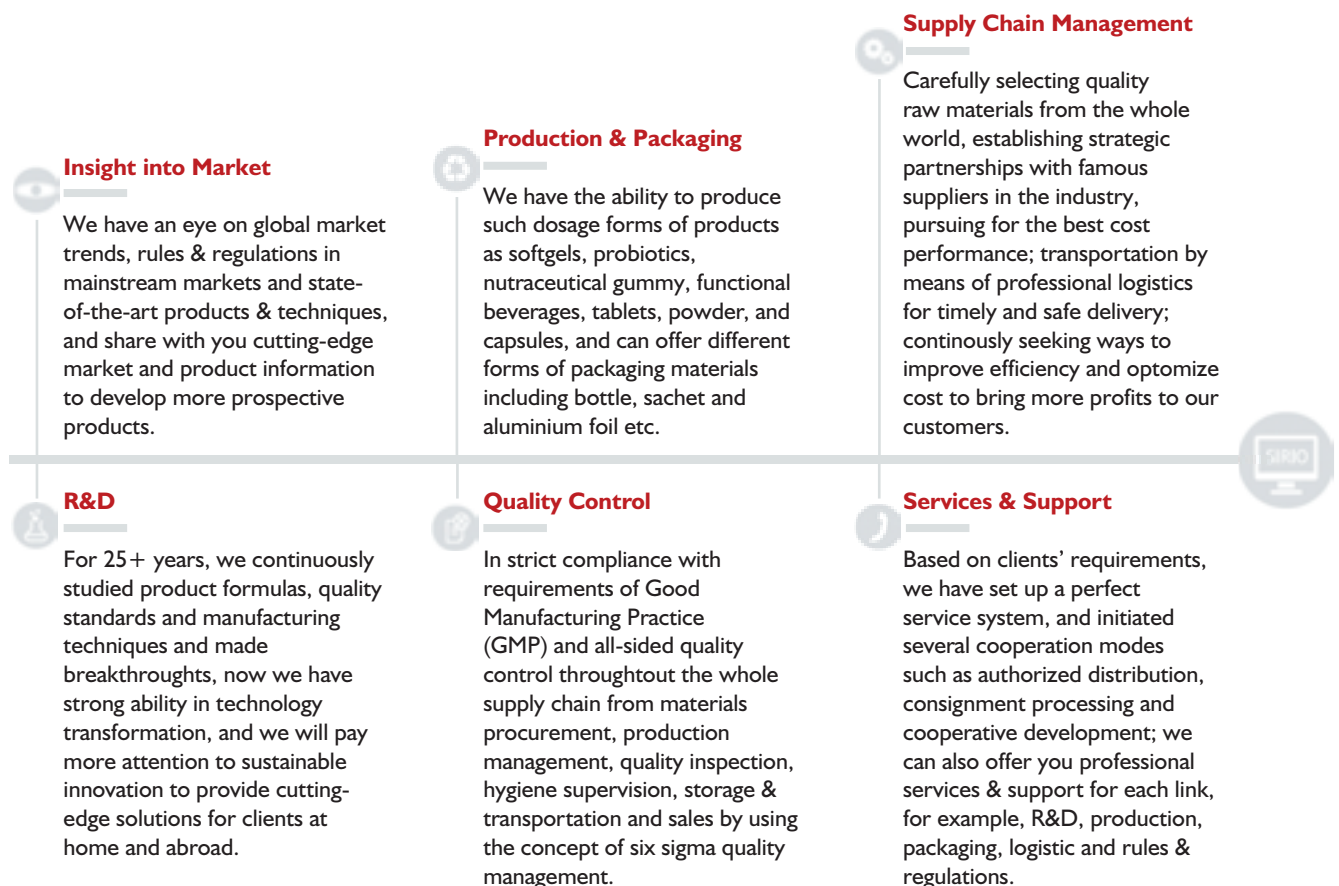 Insight into Market
We have an eye on global market
trends, rules & regulations in
mainstream markets and state-
of-the-art products & techniques,
and share with you cutting-edge
market and product information
to develop more prospective
products.
Production & Packaging
We have the ability to produce
such dosage forms of products
as softgels, probiotics,
nutraceutical gummy, functional
beverages, tablets, powder, and
capsules, and can offer different
forms of packaging materials
including bottle, sachet and
aluminium foil etc.
Supply Chain Management
Carefully selecting quality
raw materials from the whole
world, establishing strategic
partnerships with famous
suppliers in the industry,
pursuing for the best cost
performance; transportation by
means of professional logistics
for timely and safe delivery;
continously seeking ways to
improve efficiency and optomize
cost to bring more profits to our
customers.
SIRIO
R&D
For 25+ years, we continuously
studied product formulas, quality
standards and manufacturing
techniques and made
breakthroughts, now we have
strong ability in technology
transformation, and we will pay
more attention to sustainable
innovation to provide cutting-
edge solutions for clients at
home and abroad.
Quality Control
In strict compliance with
requirements of Good
Manufacturing Practice
(GMP) and all-sided quality
control throughtout the whole
supply chain from materials
procurement, production
management, quality inspection,
hygiene supervision, storage &
transportation and sales by using
the concept of six sigma quality
management.
Services & Support
Based on clients’ requirements,
we have set up a perfect
service system, and initiated
several cooperation modes
such as authorized distribution,
consignment processing and
cooperative development; we
can also offer you professional
services & support for each link,
for example, R&D, production,
packaging, logistic and rules &
regulations.